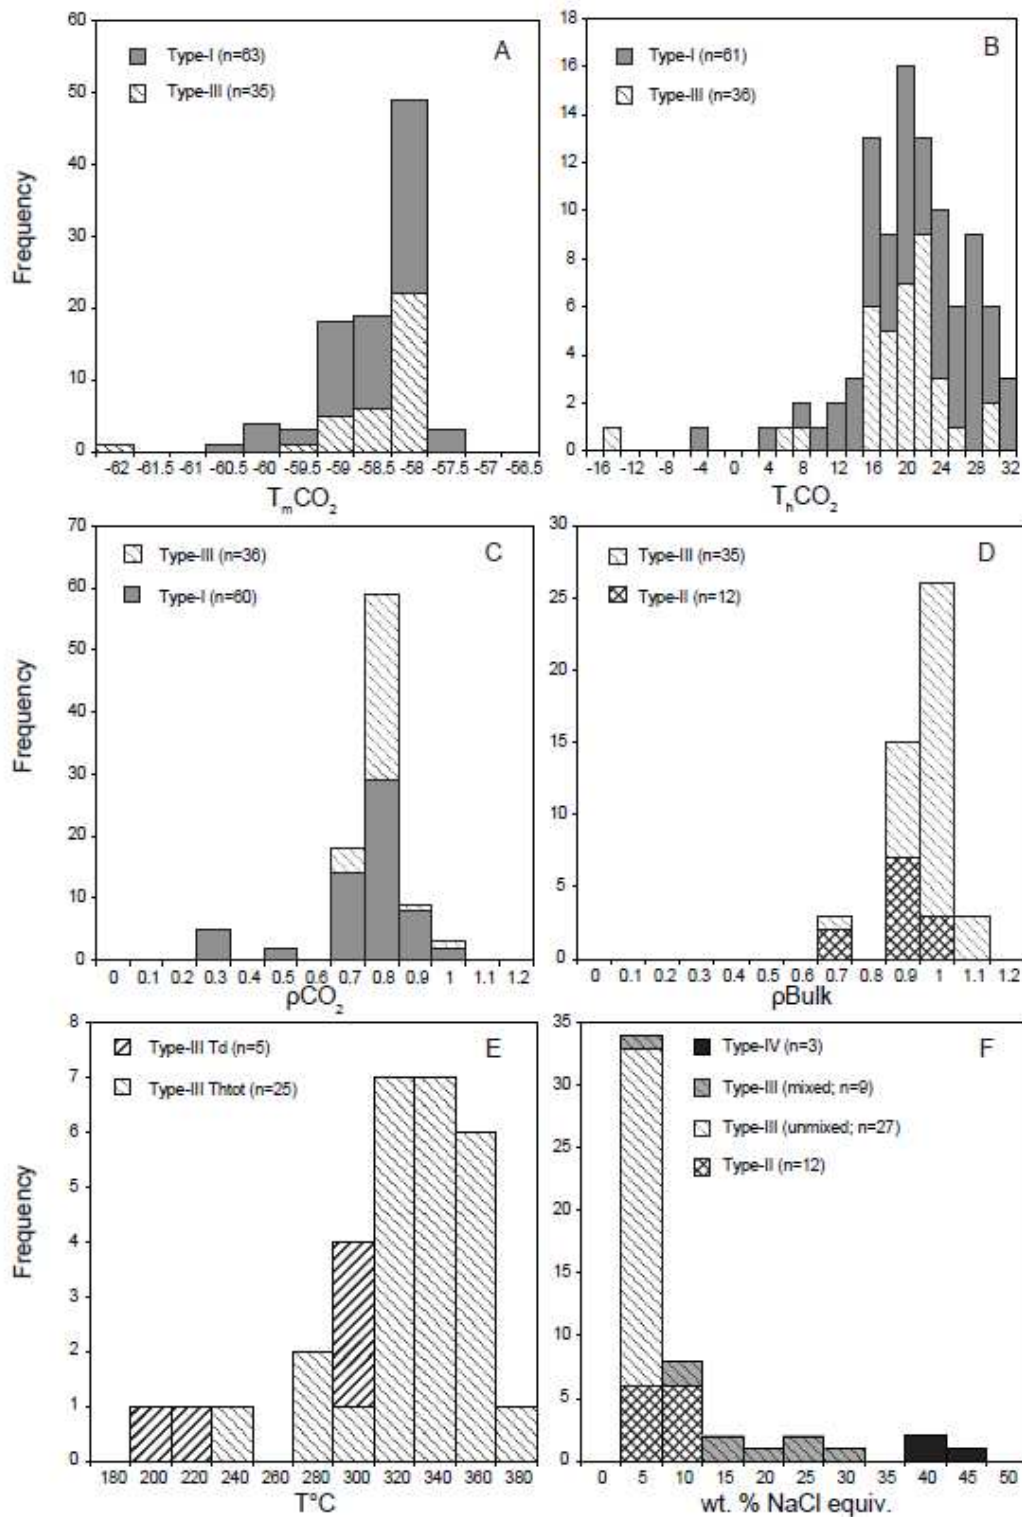 60
50
40
30
20
10
0
Frequency
Type-I (n=63)
Type-III (n=35)
A
-62 -61.5 -61 -60.5 -60 -59.5 -59 -58.5 -58 -57.5 -57 -56.5
TmCO2
18
16
14
12
10
8
6
4
2
0
Type-I (n=61)
Type-III (n=36)
B
-16 -12 -8 -4 0 4 8 12 16 20 24 28 32
ThCO2
70
60
50
40
30
20
10
0
Frequency
Type-III (n=36)
Type-I (n=60)
C
0 0.1 0.2 0.3 0.4 0.5 0.6 0.7 0.8 0.9 1 1.1 1.2
ρCO2
30
25
20
15
10
5
0
Type-III (n=35)
Type-II (n=12)
D
0 0.1 0.2 0.3 0.4 0.5 0.6 0.7 0.8 0.9 1 1.1 1.2
ρBulk
8
7
6
5
4
3
2
1
0
Frequency
Type-III Td (n=5)
Type-III Thtot (n=25)
E
180 200 220 240 260 280 300 320 340 360 380
T°C
35
30
25
20
15
10
5
0
Type-IV (n=3)
Type-III (mixed; n=9)
Type-III (unmixed; n=27)
Type-II (n=12)
F
0 5 10 15 20 25 30 35 40 45 50
wt. % NaCl equiv.